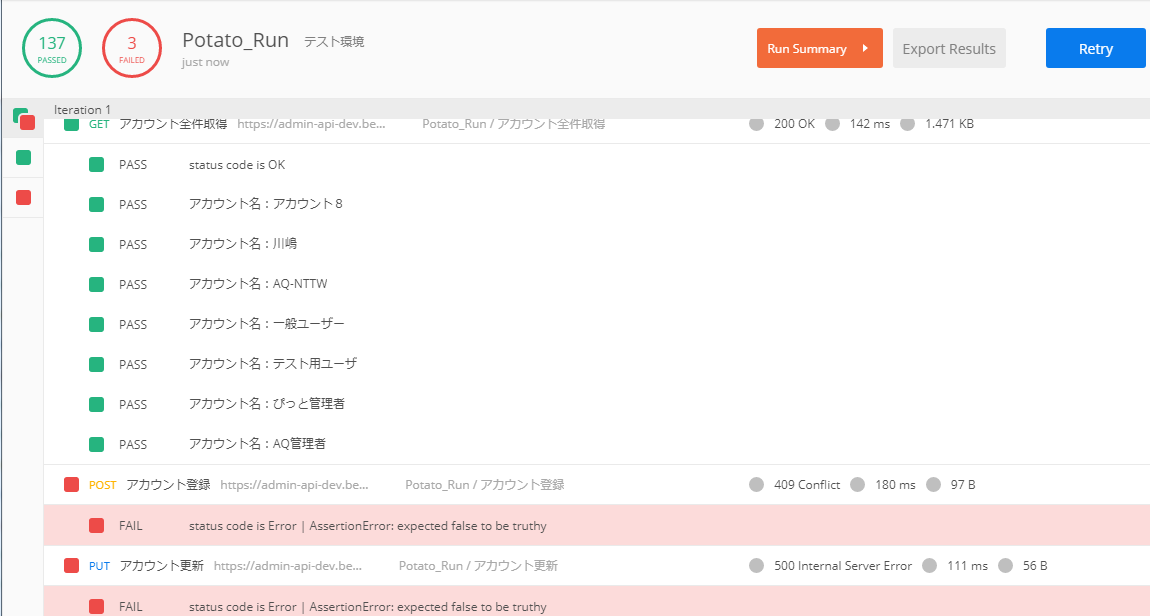 137 PASSED 3 FAILED Potato_Run テスト環境
just now
Run Summary Export Results Retry
Iteration 1
GET アカウント全件取得 https://admin-api-dev.be... Potato_Run / アカウント全件取得 200 OK 142 ms 1.471 KB
PASS status code is OK
PASS アカウント名：アカウント８
PASS アカウント名：川嶋
PASS アカウント名：AQ-NTTW
PASS アカウント名：一般ユーザー
PASS アカウント名：テスト用ユーザ
PASS アカウント名：ぴっと管理者
PASS アカウント名：AQ管理者
POST アカウント登録 https://admin-api-dev.be... Potato_Run / アカウント登録 409 Conflict 180 ms 97 B
FAIL status code is Error | AssertionError: expected false to be truthy
PUT アカウント更新 https://admin-api-dev.be... Potato_Run / アカウント更新 500 Internal Server Error 111 ms 56 B
FAIL status code is Error | AssertionError: expected false to be truthy